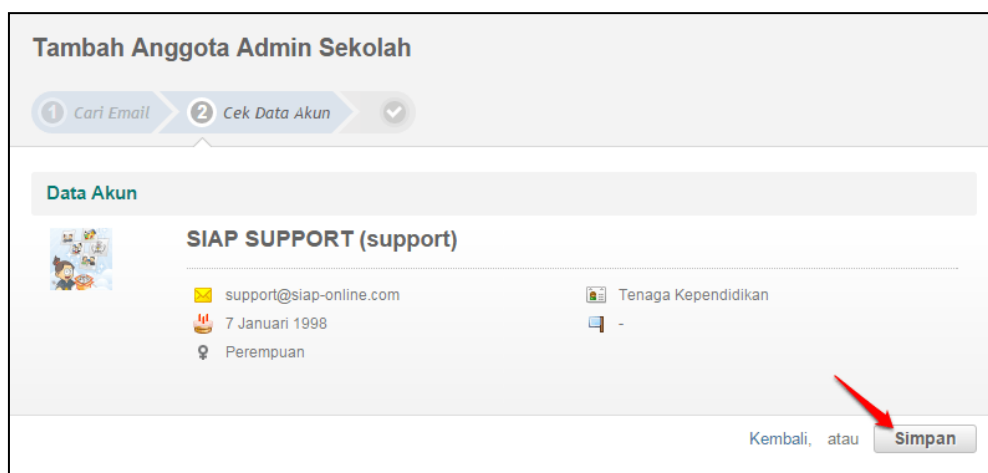 Tambah Anggota Admin Sekolah
1 Cari Email 2 Cek Data Akun
Data Akun
SIAP SUPPORT (support)
support@siap-online.com Tenaga Kependidikan
7 Januari 1998 -
Perempuan
Kembali, atau Simpan